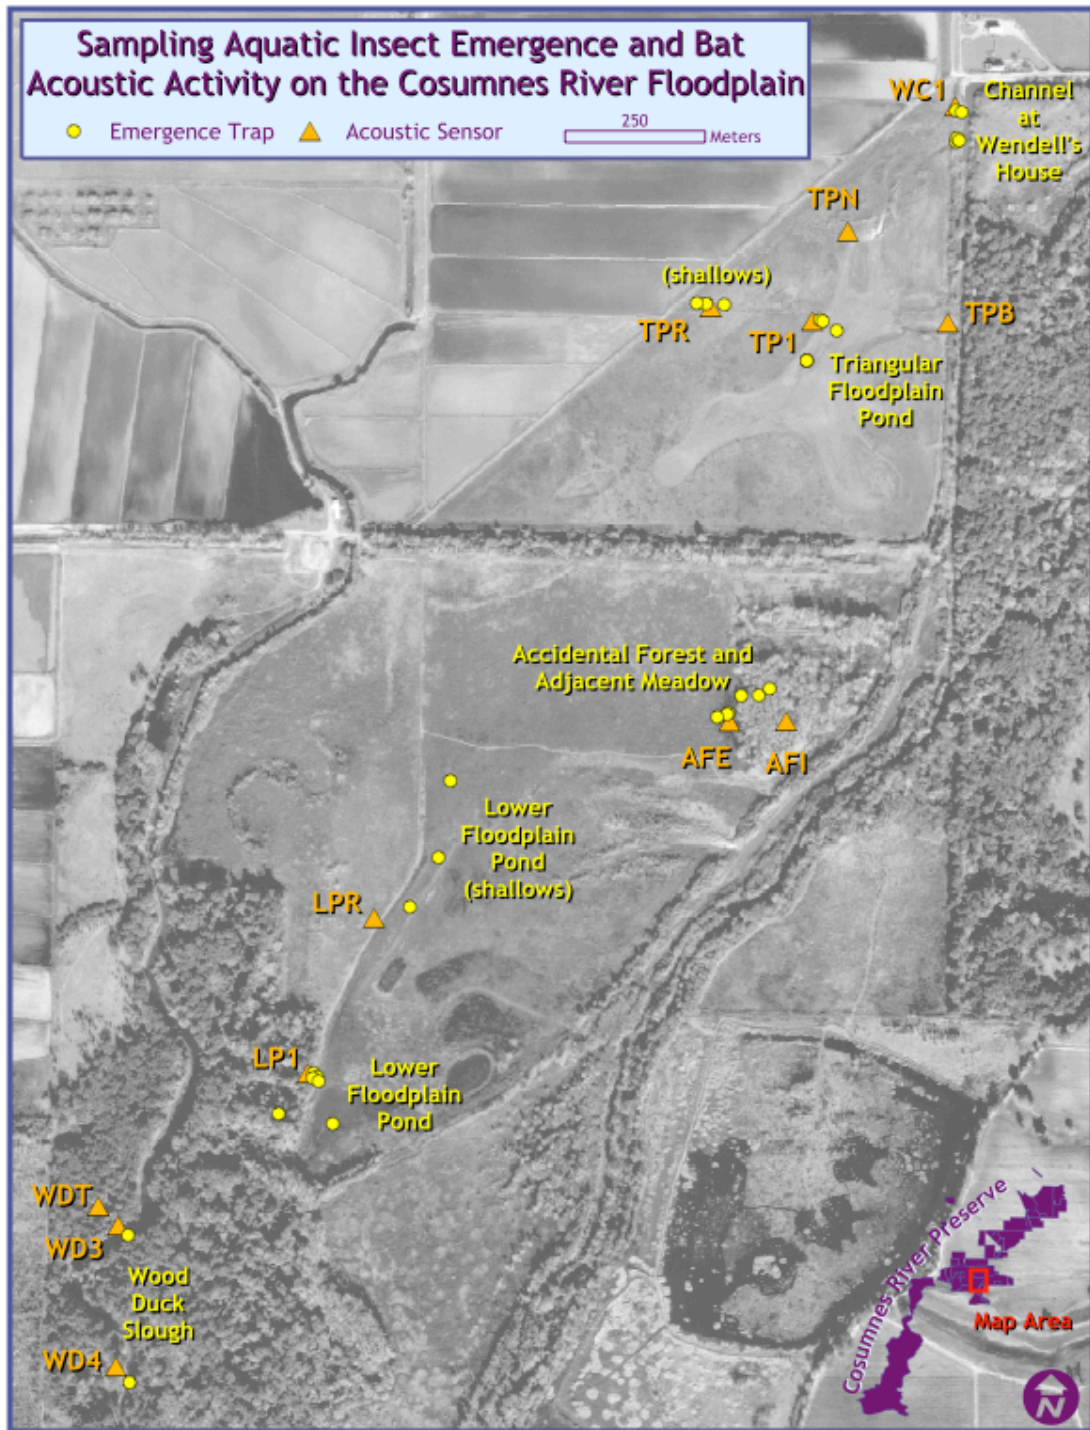 Sampling Aquatic Insect Emergence and Bat
Acoustic Activity on the Cosumnes River Floodplain
Emergence Trap
Acoustic Sensor
250
Meters
WC1
Channel
at
Wendell's
House
TPN
(shallows)
TPR
TP1
TPB
Triangular
Floodplain
Pond
Accidental Forest and
Adjacent Meadow
AFE
AFI
Lower
Floodplain
Pond
(shallows)
LPR
LP1
Lower
Floodplain
Pond
WDT
WD3
Wood
Duck
Slough
WD4
Cosumnes River Preserve
Map Area
N